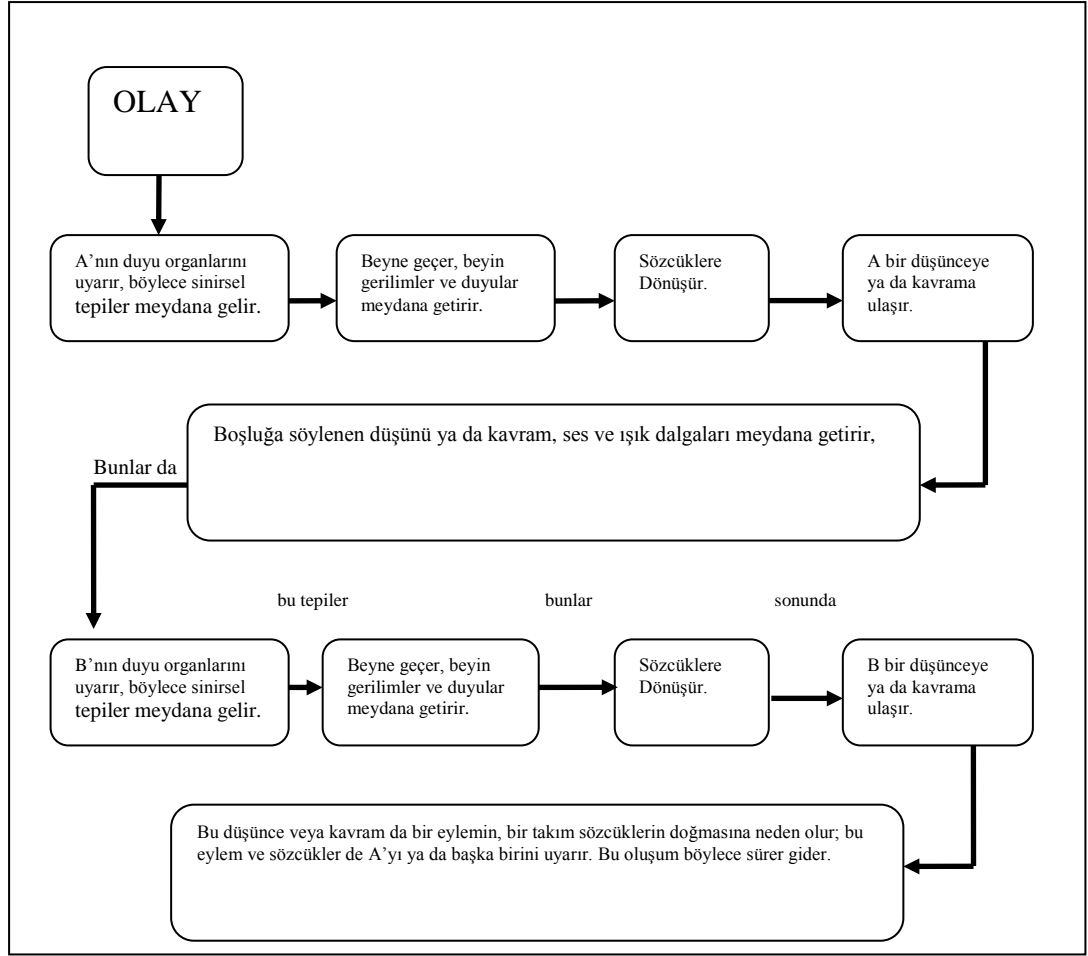 OLAY
A’nın duyu organlarını
uyarır, böylece sinirsel
tepiler meydana gelir.
Beyne geçer, beyin
gerilimler ve duyular
meydana getirir.
Sözcüklere
Dönüşür.
A bir düşünceye
ya da kavrama
ulaşır.
Boşluğa söylenen düşünü ya da kavram, ses ve ışık dalgaları meydana getirir,
Bunlar da
bu tepiler
bunlar
sonunda
B’nın duyu organlarını
uyarır, böylece sinirsel
tepiler meydana gelir.
Beyne geçer, beyin
gerilimler ve duyular
meydana getirir.
Sözcüklere
Dönüşür.
B bir düşünceye
ya da kavrama
ulaşır.
Bu düşünce veya kavram da bir eylemin, bir takım sözcüklerin doğmasına neden olur; bu
eylem ve sözcükler de A’yı ya da başka birini uyarır. Bu oluşum böylece sürer gider.